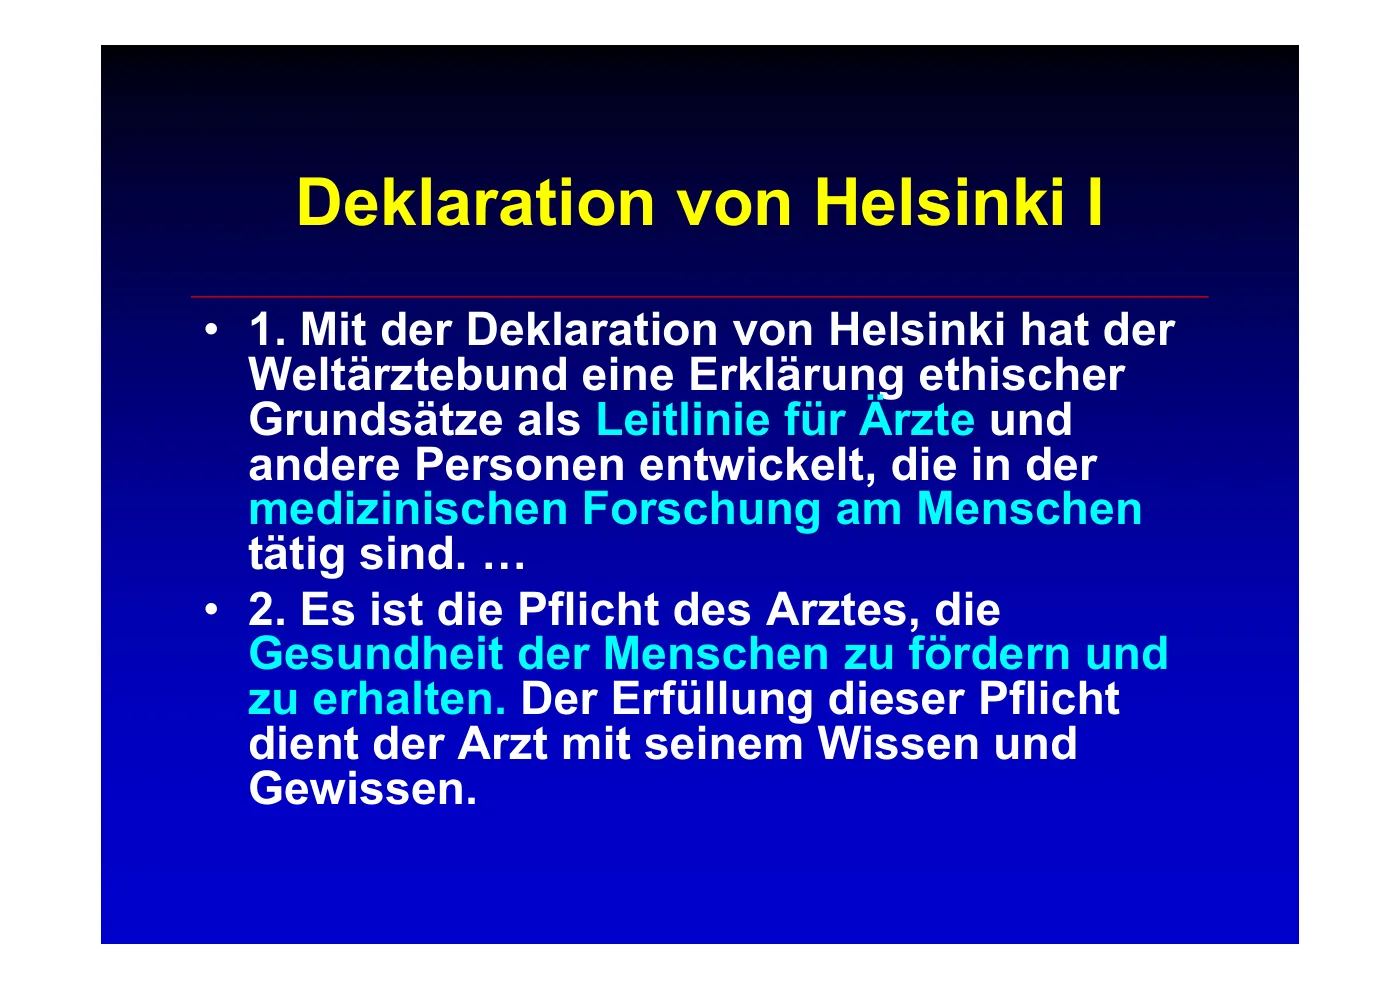 Deklaration von Helsinki I
• 1. Mit der Deklaration von Helsinki hat der
Weltärztebund eine Erklärung ethischer
Grundsätze als Leitlinie für Ärzte und
andere Personen entwickelt, die in der
medizinischen Forschung am Menschen
tätig sind. …
• 2. Es ist die Pflicht des Arztes, die
Gesundheit der Menschen zu fördern und
zu erhalten. Der Erfüllung dieser Pflicht
dient der Arzt mit seinem Wissen und
Gewissen.